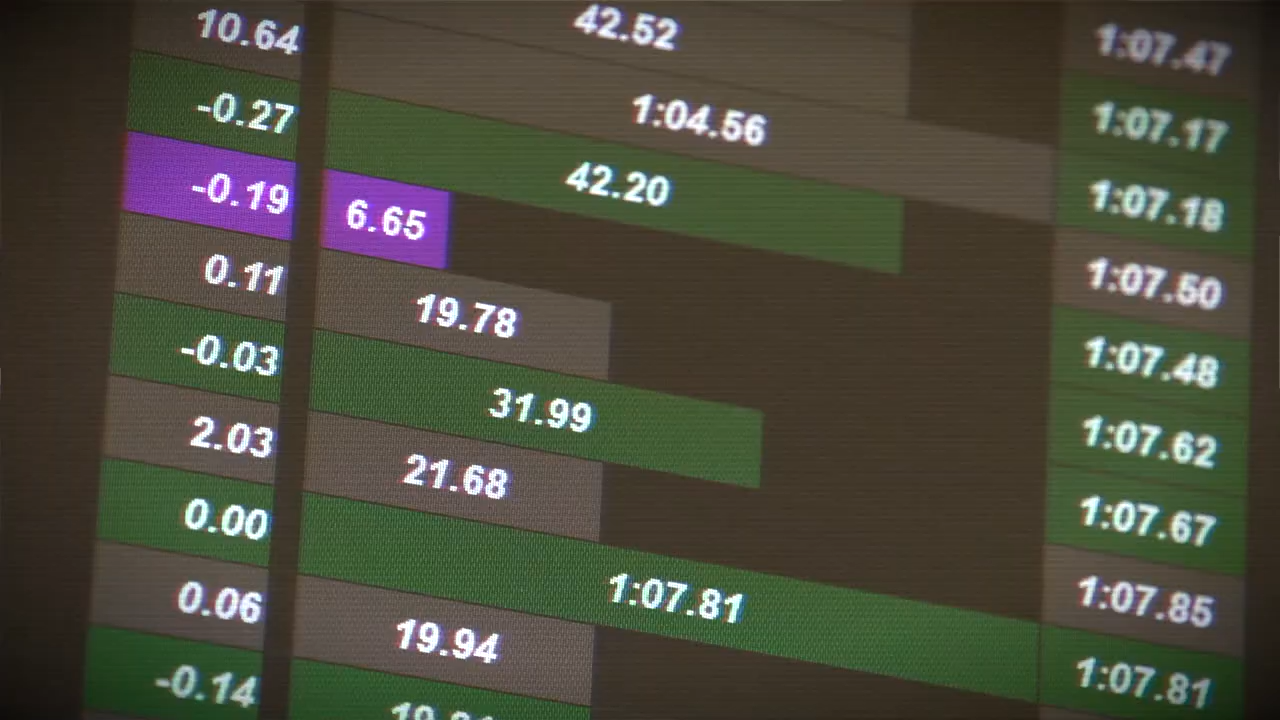 1:07.47
42.52 1:07.17
10.64 1:04.56 1:07.18
-0.27 42.20 1:07.50
-0.19 6.65 1:07.48
0.11 19.78 1:07.62
-0.03 31.99 1:07.67
2.03 21.68 1:07.85
0.00 1:07.81 1:07.81
0.06 19.94
-0.14